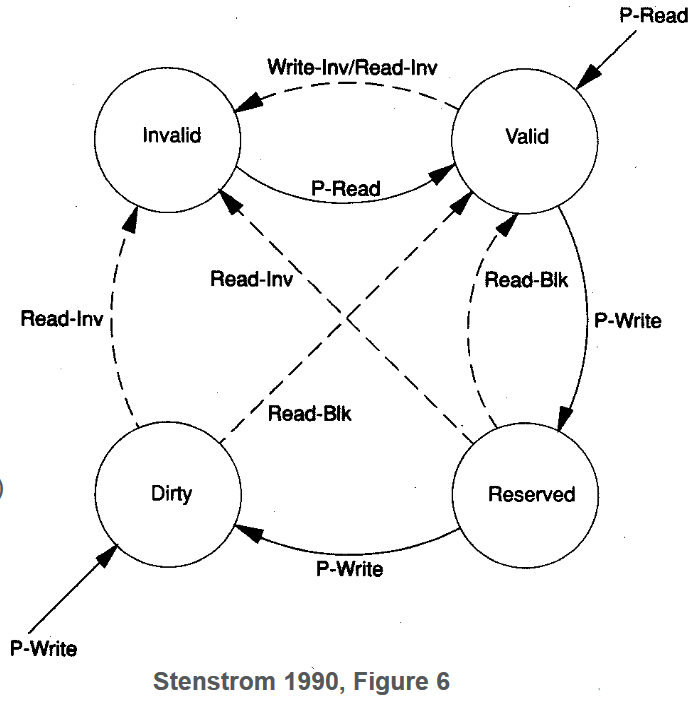 P-Read
Write-Inv/Read-Inv
Invalid
Valid
P-Read
Read-Inv
Read-Blk
Read-Inv
P-Write
Read-Blk
Dirty
Reserved
)
P-Write
P-Write
Stenstrom 1990, Figure 6